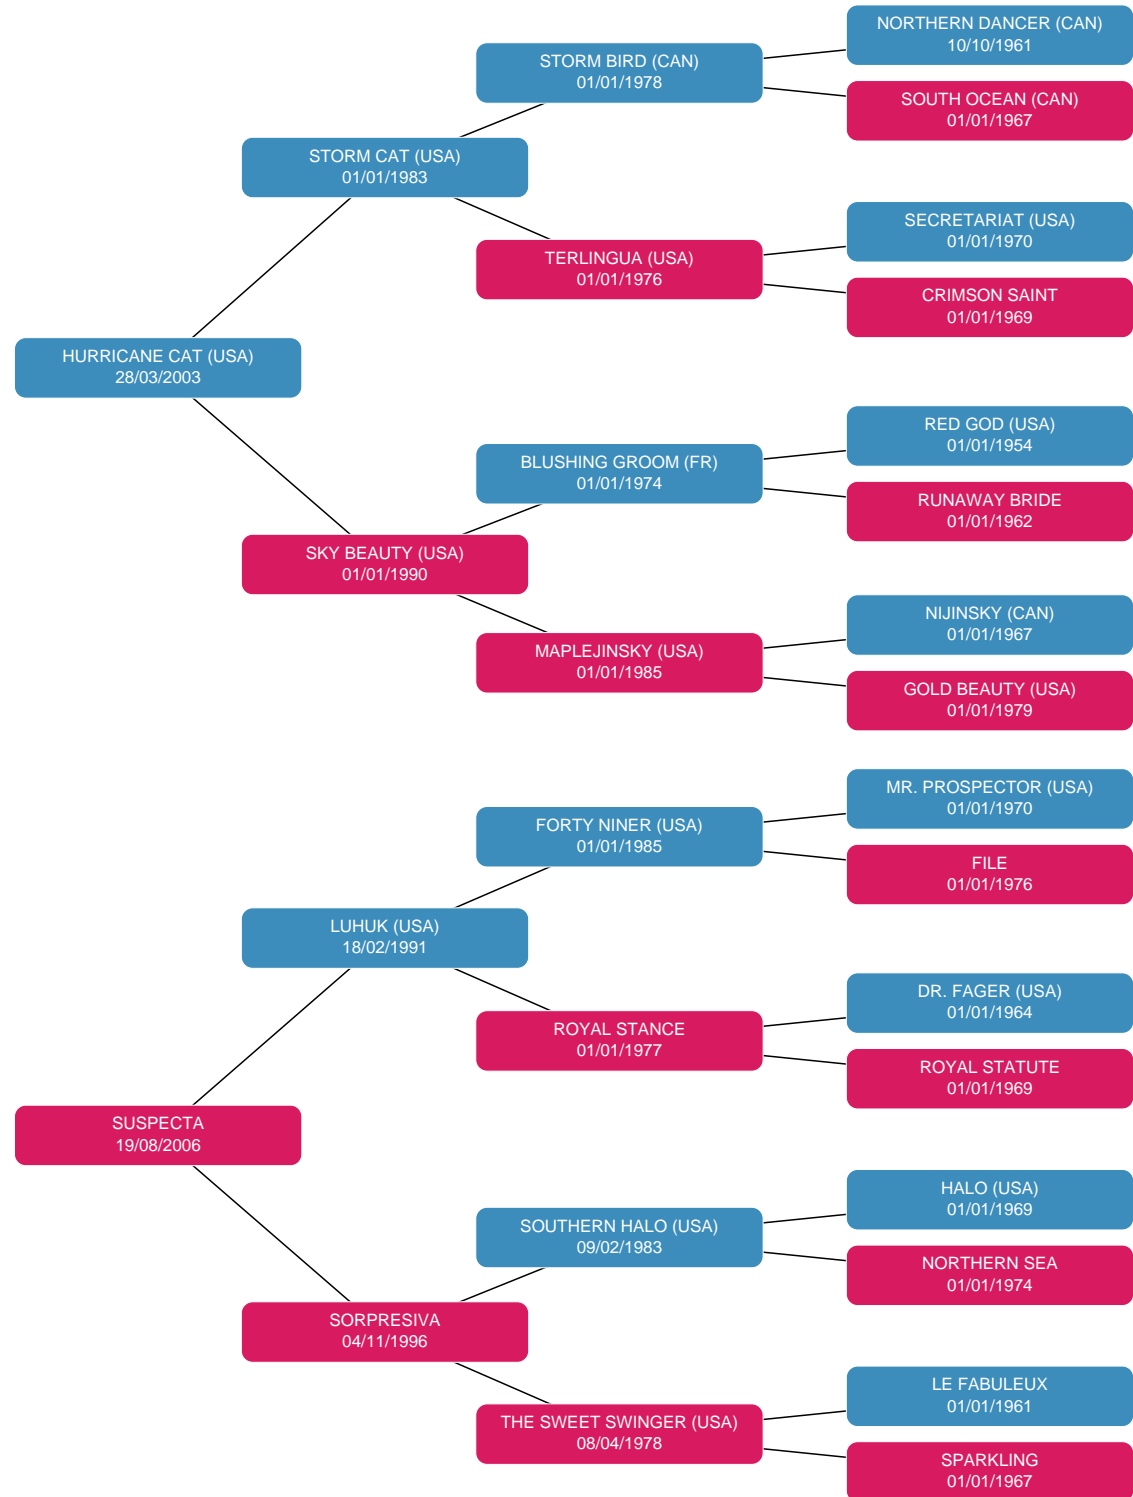 NORTHERN DANCER (CAN)
10/10/1961
STORM BIRD (CAN)
01/01/1978
SOUTH OCEAN (CAN)
01/01/1967
STORM CAT (USA)
01/01/1983
SECRETARIAT (USA)
01/01/1970
TERLINGUA (USA)
01/01/1976
CRIMSON SAINT
01/01/1969
HURRICANE CAT (USA)
28/03/2003
RED GOD (USA)
01/01/1954
BLUSHING GROOM (FR)
01/01/1974
RUNAWAY BRIDE
01/01/1962
SKY BEAUTY (USA)
01/01/1990
NIJINSKY (CAN)
01/01/1967
MAPLEJINSKY (USA)
01/01/1985
GOLD BEAUTY (USA)
01/01/1979
MR. PROSPECTOR (USA)
01/01/1970
FORTY NINER (USA)
01/01/1985
FILE
01/01/1976
LUHUK (USA)
18/02/1991
DR. FAGER (USA)
01/01/1964
ROYAL STANCE
01/01/1977
ROYAL STATUTE
01/01/1969
SUSPECTA
19/08/2006
HALO (USA)
01/01/1969
SOUTHERN HALO (USA)
09/02/1983
NORTHERN SEA
01/01/1974
SORPRESIVA
04/11/1996
LE FABULEUX
01/01/1961
THE SWEET SWINGER (USA)
08/04/1978
SPARKLING
01/01/1967